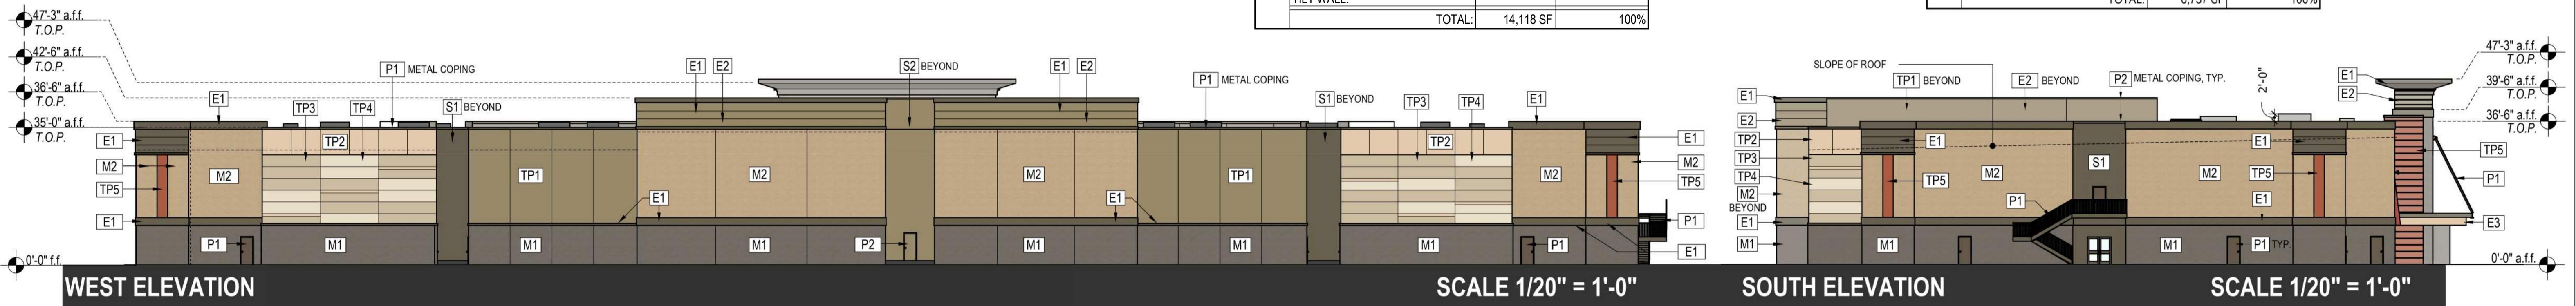 TILT WALL:
TOTAL: 14,118 SF 100%
TOTAL: 6,757 SF 100%
47'-3" a.f.f.
T.O.P.
42'-6" a.f.f.
T.O.P.
36'-6" a.f.f.
T.O.P.
35'-0" a.f.f.
T.O.P.
0'-0" f.f.
E1
M2
TP5
E1
E1
M2
P1
TP3
TP4
TP2
M1
P1 METAL COPING
S1 BEYOND
TP1
M1
E1
E1 E2
M2
M1
S2 BEYOND
P2
E1 E2
M2
M1
E1
P1 METAL COPING
TP1
M1
S1 BEYOND
TP3
TP4
TP2
M1
E1
M2
P1
E1
M2
TP5
P1
E1
WEST ELEVATION
SCALE 1/20" = 1'-0"
E1
E2
TP2
TP3
TP4
M2
BEYOND
E1
M1
SLOPE OF ROOF
TP1 BEYOND
E2 BEYOND
P2 METAL COPING, TYP.
2'-0"
E1
TP5
M2
M1
P1
S1
M1
M2
E1
TP5
E1
P1 TYP.
E1
E2
TP5
P1
E3
47'-3" a.f.f.
T.O.P.
39'-6" a.f.f.
T.O.P.
36'-6" a.f.f.
T.O.P.
0'-0" a.f.f.
SOUTH ELEVATION
SCALE 1/20" = 1'-0"